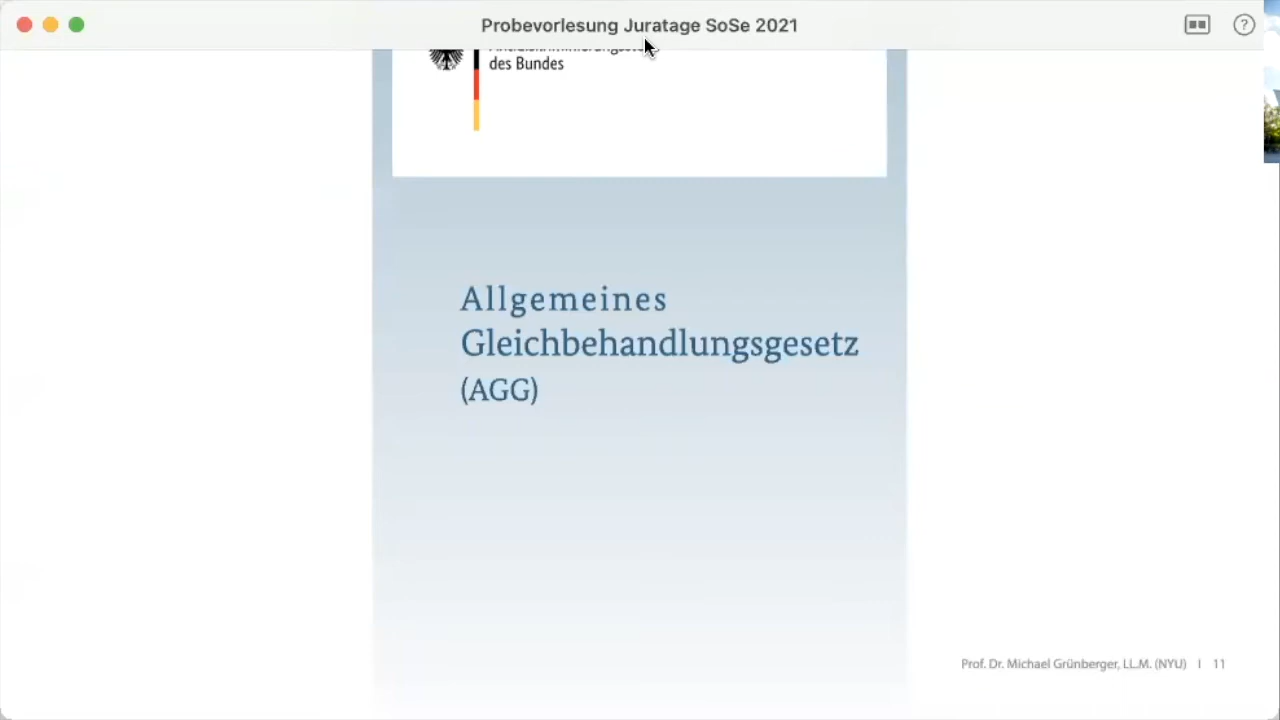 Probevorlesung Juratage SoSe 2021
?
des Bundes
Allgemeines
Gleichbehandlungsgesetz
(AGG)
Prof. Dr. Michael Grünberger, LL.M. (NYU) | 11